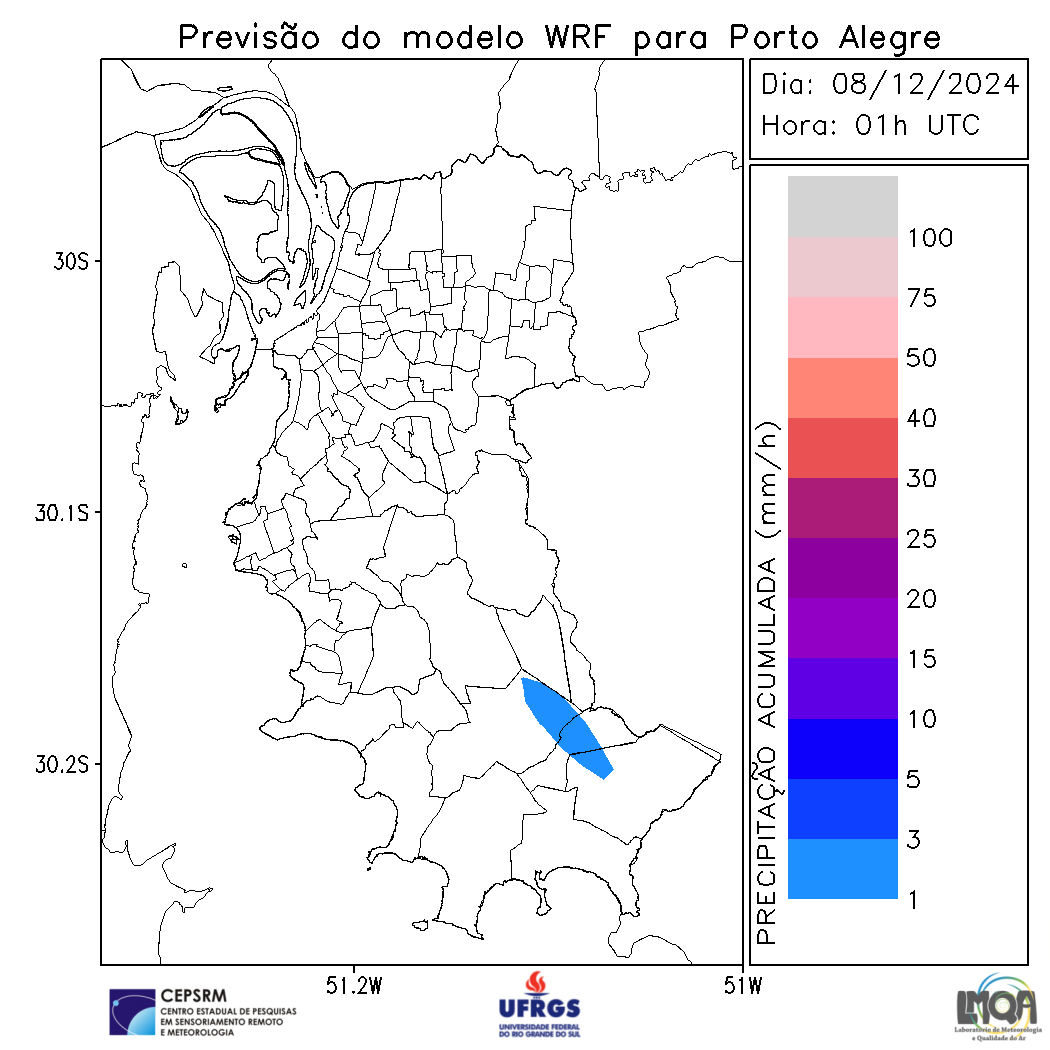 Previsão do modelo WRF para Porto Alegre
Dia: 08/12/2024
Hora: 01h UTC
30S
30.1S
30.2S
51.2W
51W
PRECIPITAÇÃO ACUMULADA (mm/h)
100
75
50
40
30
25
20
15
10
5
3
1
CEPSRM
CENTRO ESTADUAL DE PESQUISAS
EM SENSORIAMENTO REMOTO
E METEOROLOGIA
UFRGS
UNIVERSIDADE FEDERAL
DO RIO GRANDE DO SUL
LMQA
Laboratório de Meteorologia
e Qualidade do Ar